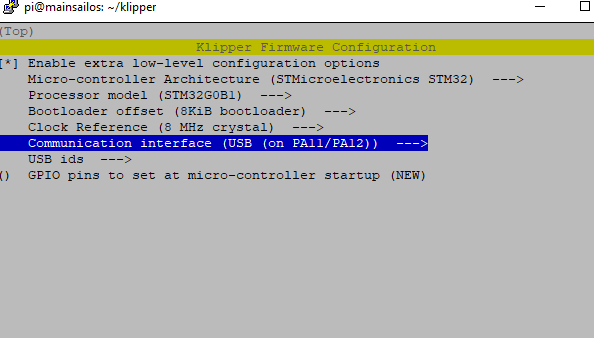 pi@mainsailos: ~/klipper
(Top)
Klipper Firmware Configuration
[*] Enable extra low-level configuration options
Micro-controller Architecture (STMicroelectronics STM32)  --->
Processor model (STM32G0B1)  --->
Bootloader offset (8KiB bootloader)  --->
Clock Reference (8 MHz crystal)  --->
Communication interface (USB (on PA11/PA12))  --->
USB ids  --->
()  GPIO pins to set at micro-controller startup (NEW)